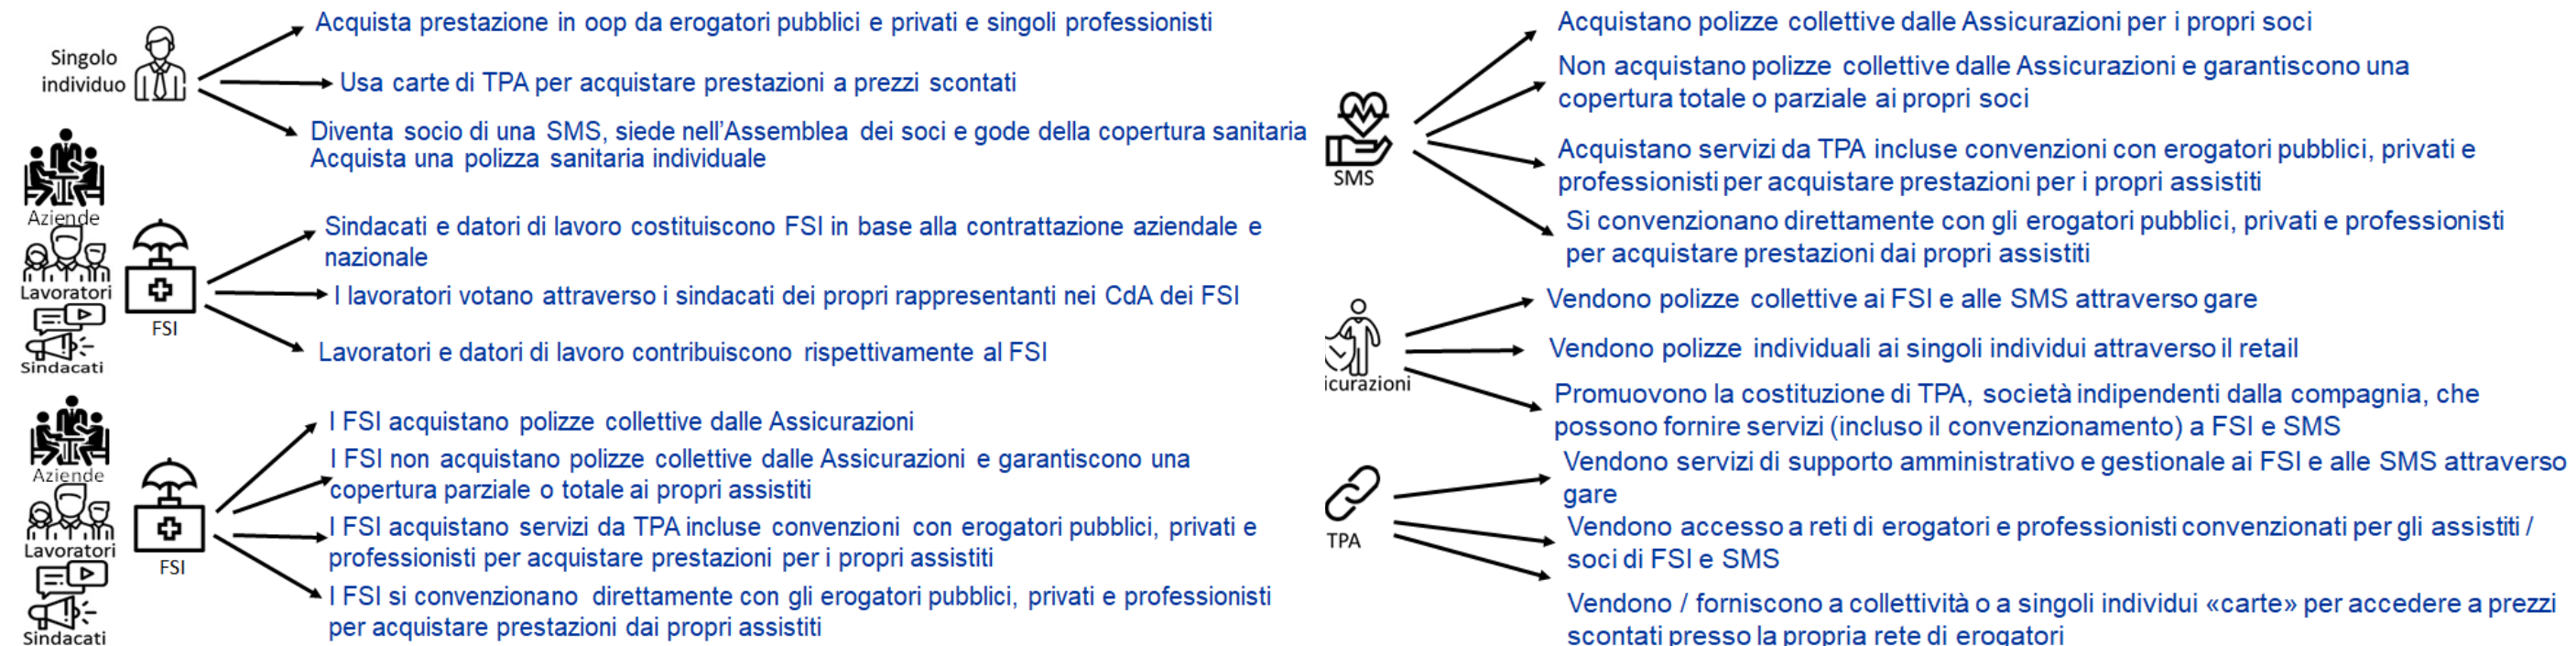 Singolo
individuo
Acquista prestazione in oop da erogatori pubblici e privati e singoli professionisti
Usa carte di TPA per acquistare prestazioni a prezzi scontati
Diventa socio di una SMS, siede nell'Assemblea dei soci e gode della copertura sanitaria
Acquista una polizza sanitaria individuale
Aziende
Lavoratori
Sindacati
FSI
Sindacati e datori di lavoro costituiscono FSI in base alla contrattazione aziendale e
nazionale
I lavoratori votano attraverso i sindacati dei propri rappresentanti nei CdA dei FSI
Lavoratori e datori di lavoro contribuiscono rispettivamente al FSI
Aziende
Lavoratori
Sindacati
FSI
I FSI acquistano polizze collettive dalle Assicurazioni
I FSI non acquistano polizze collettive dalle Assicurazioni e garantiscono una
copertura parziale o totale ai propri assistiti
I FSI acquistano servizi da TPA incluse convenzioni con erogatori pubblici, privati e
professionisti per acquistare prestazioni per i propri assistiti
I FSI si convenzionano direttamente con gli erogatori pubblici, privati e professionisti
per acquistare prestazioni dai propri assistiti
SMS
Acquistano polizze collettive dalle Assicurazioni per i propri soci
Non acquistano polizze collettive dalle Assicurazioni e garantiscono una
copertura totale o parziale ai propri soci
Acquistano servizi da TPA incluse convenzioni con erogatori pubblici, privati e
professionisti per acquistare prestazioni per i propri assistiti
Si convenzionano direttamente con gli erogatori pubblici, privati e professionisti
per acquistare prestazioni dai propri assistiti
icurazioni
Vendono polizze collettive ai FSI e alle SMS attraverso gare
Vendono polizze individuali ai singoli individui attraverso il retail
Promuovono la costituzione di TPA, società indipendenti dalla compagnia, che
possono fornire servizi (incluso il convenzionamento) a FSI e SMS
TPA
Vendono servizi di supporto amministrativo e gestionale ai FSI e alle SMS attraverso
gare
Vendono accesso a reti di erogatori e professionisti convenzionati per gli assistiti /
soci di FSI e SMS
Vendono / forniscono a collettività o a singoli individui «carte» per accedere a prezzi
scontati presso la propria rete di erogatori